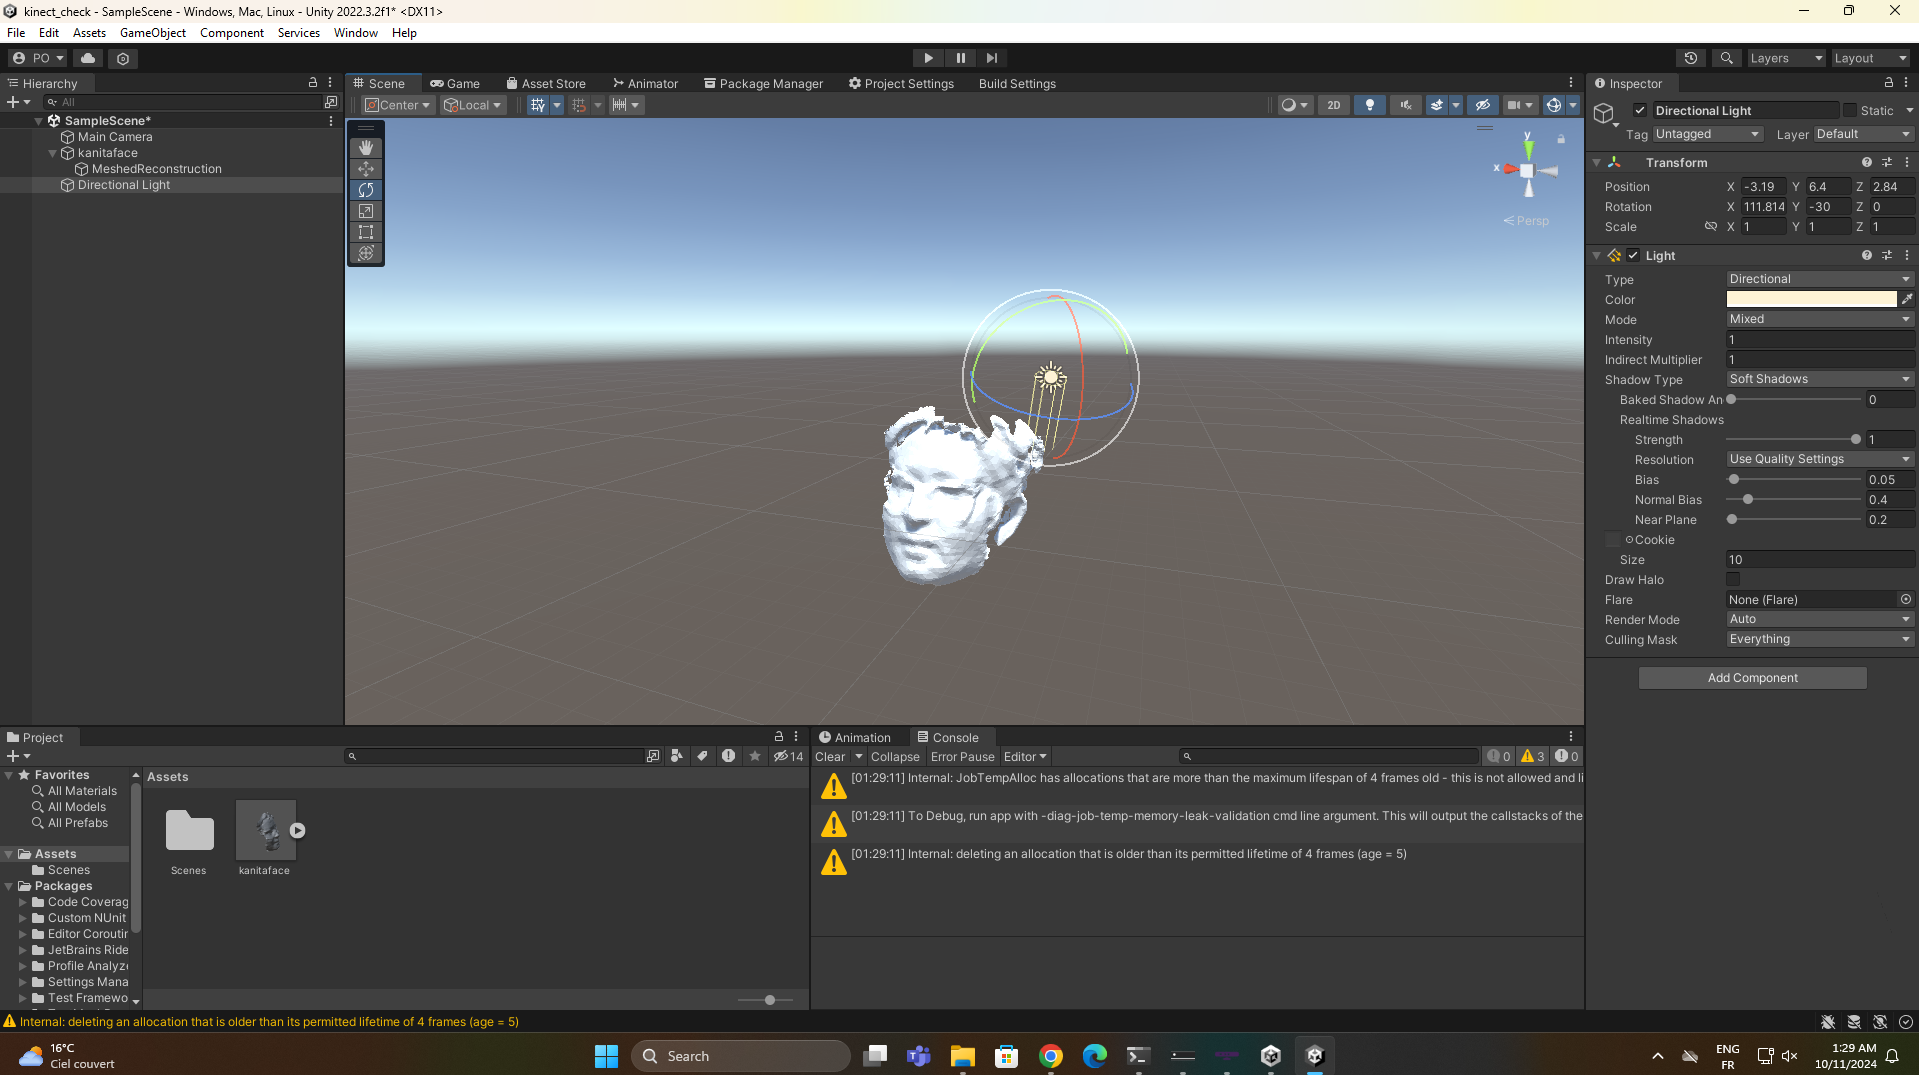 kinect_check - SampleScene - Windows, Mac, Linux - Unity 2022.3.2f1* <DX11>
File Edit Assets GameObject Component Services Window Help
PO
Layers Layout
Hierarchy
All
SampleScene*
Main Camera
kanitaface
MeshedReconstruction
Directional Light
Scene Game Asset Store Animator Package Manager Project Settings Build Settings
Center Local 2D
y
x
Persp
Inspector
Directional Light Static
Tag Untagged Layer Default
Transform
Position X -3.19 Y 6.4 Z 2.84
Rotation X 111.814 Y -30 Z 0
Scale X 1 Y 1 Z 1
Light
Type Directional
Color
Mode Mixed
Intensity 1
Indirect Multiplier 1
Shadow Type Soft Shadows
Baked Shadow An 0
Realtime Shadows
Strength 1
Resolution Use Quality Settings
Bias 0.05
Normal Bias 0.4
Near Plane 0.2
Cookie
Size 10
Draw Halo
Flare None (Flare)
Render Mode Auto
Culling Mask Everything
Add Component
Project
14
Favorites
All Materials
All Models
All Prefabs
Assets
Scenes
Packages
Code Coverag
Custom NUnit
Editor Coroutin
JetBrains Ride
Profile Analyze
Settings Mana
Test Framewo
Assets
Scenes
kanitaface
Animation Console
Clear Collapse Error Pause Editor 0 3 0
[01:29:11] Internal: JobTempAlloc has allocations that are more than the maximum lifespan of 4 frames old - this is not allowed and li
[01:29:11] To Debug, run app with -diag-job-temp-memory-leak-validation cmd line argument. This will output the callstacks of the
[01:29:11] Internal: deleting an allocation that is older than its permitted lifetime of 4 frames (age = 5)
Internal: deleting an allocation that is older than its permitted lifetime of 4 frames (age = 5)
16°C
Ciel couvert
Search
ENG
FR
1:29 AM
10/11/2024